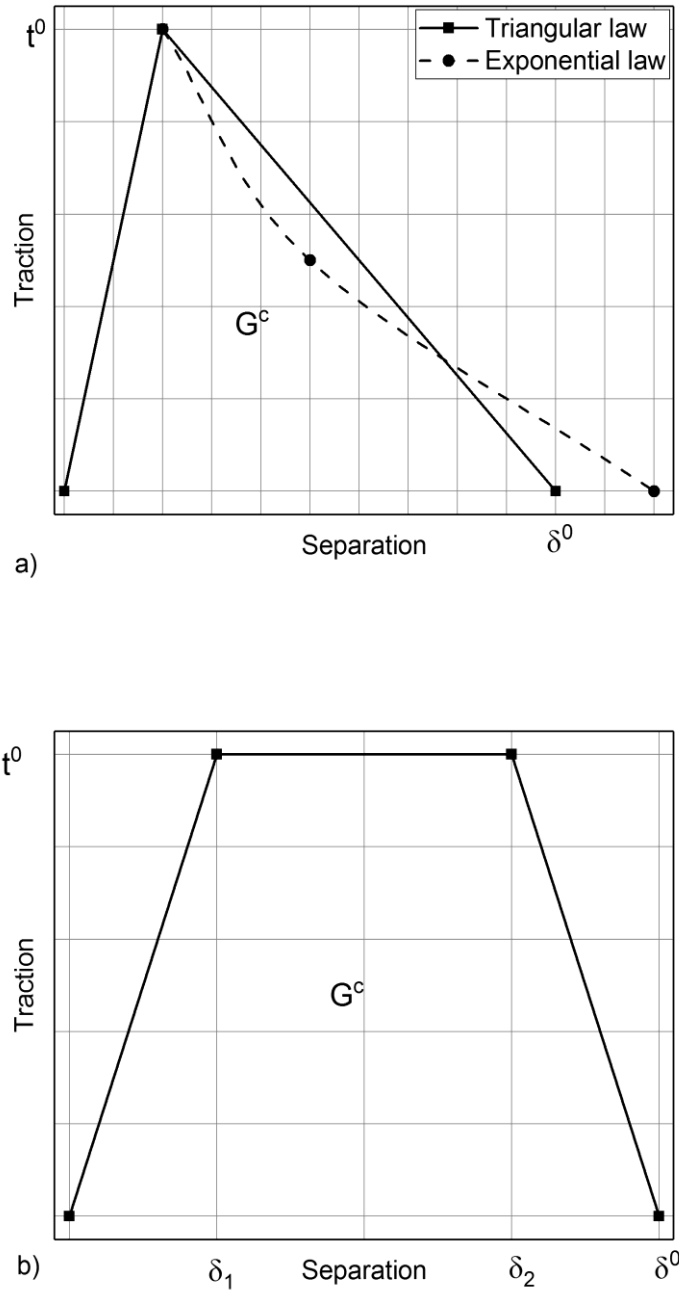 t⁰
Triangular law
Exponential law
Traction
Gᶜ
Separation
δ⁰
a)
t⁰
Traction
Gᶜ
b)
δ₁
Separation
δ₂
δ⁰